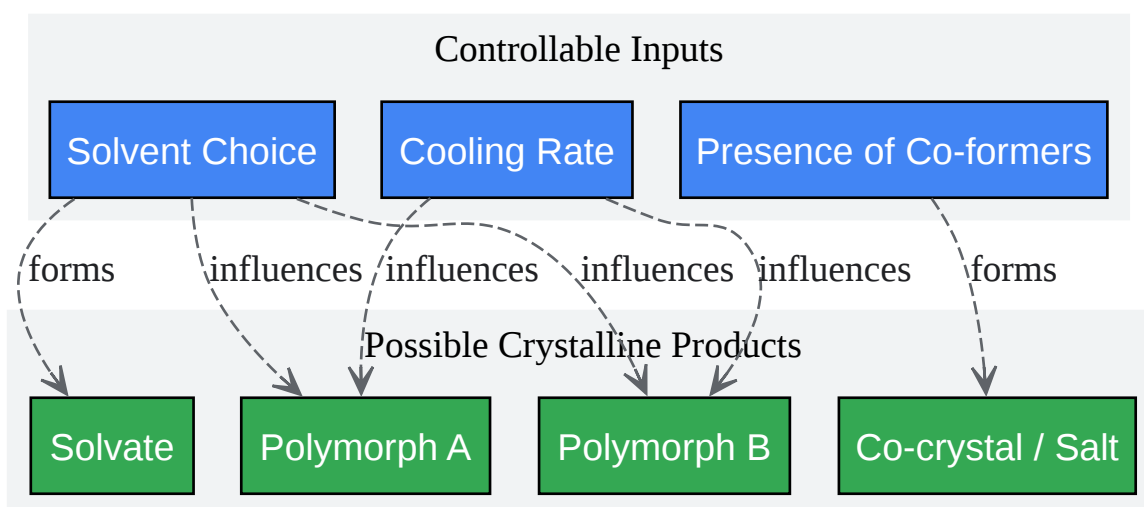 Controllable Inputs
Solvent Choice
Cooling Rate
Presence of Co-formers
forms
influences
influences
influences
influences
forms
Possible Crystalline Products
Solvate
Polymorph A
Polymorph B
Co-crystal / Salt